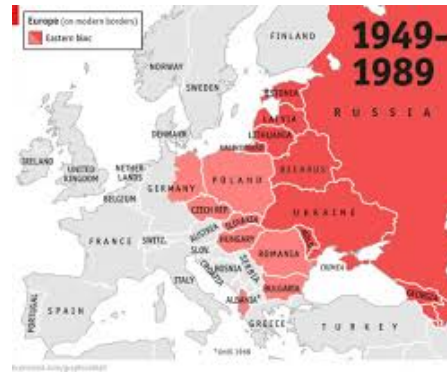 Europe (on modern borders)
Eastern bloc
1949–
1989
FINLAND
NORWAY
SWEDEN
ESTONIA
RUSSIA
LATVIA
DENMARK
LITHUANIA
IRELAND
UNITED
KINGDOM
NETHER-
LANDS
BELARUS
POLAND
GERMANY
BELGIUM
CZECH REP.
UKRAINE
SLOVAKIA
FRANCE
SWITZ.
AUSTRIA
HUNGARY
SLOV.
ROMANIA
CROATIA
BOSNIA
SERBIA
CRIMEA
ITALY
BULGARIA
GEORGIA
PORTUGAL
SPAIN
ALBANIA*
GREECE
TURKEY
*Until 1968